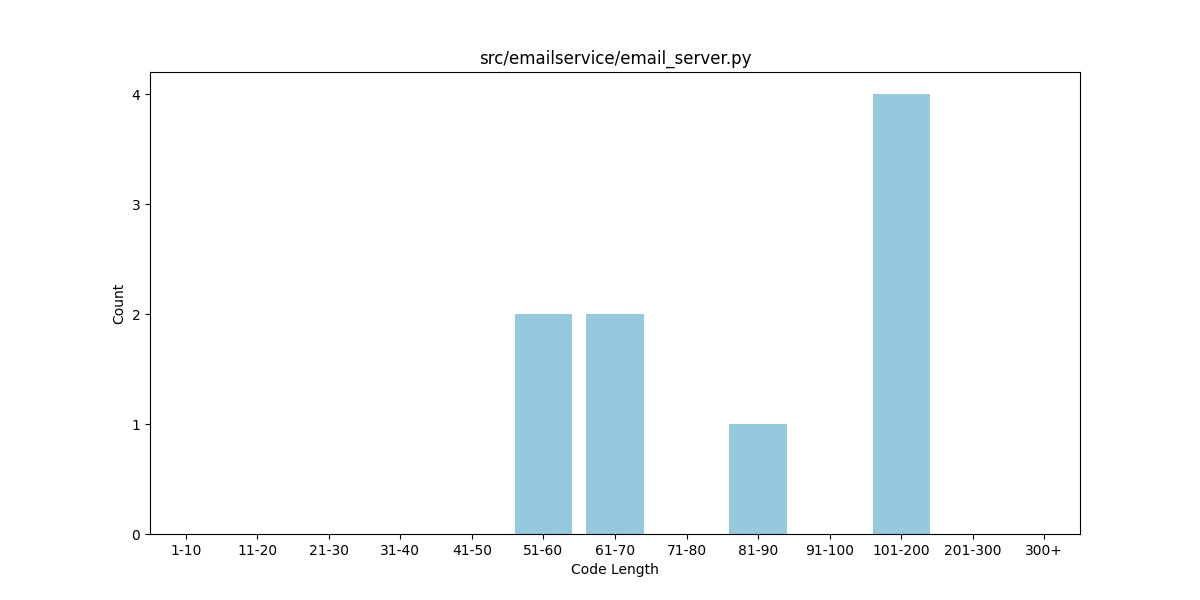 src/emailservice/email_server.py
4
3
2
1
0
Count
1-10 11-20 21-30 31-40 41-50 51-60 61-70 71-80 81-90 91-100 101-200 201-300 300+
Code Length